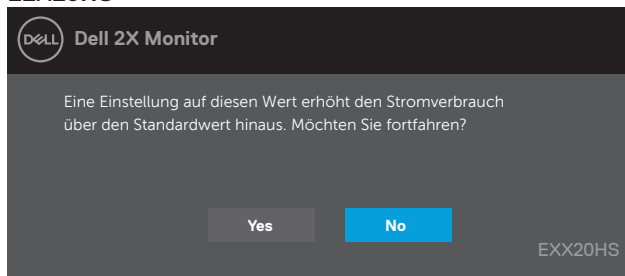 DELL
Dell 2X Monitor
Eine Einstellung auf diesen Wert erhöht den Stromverbrauch
über den Standardwert hinaus. Möchten Sie fortfahren?
Yes
No
EXX20HS